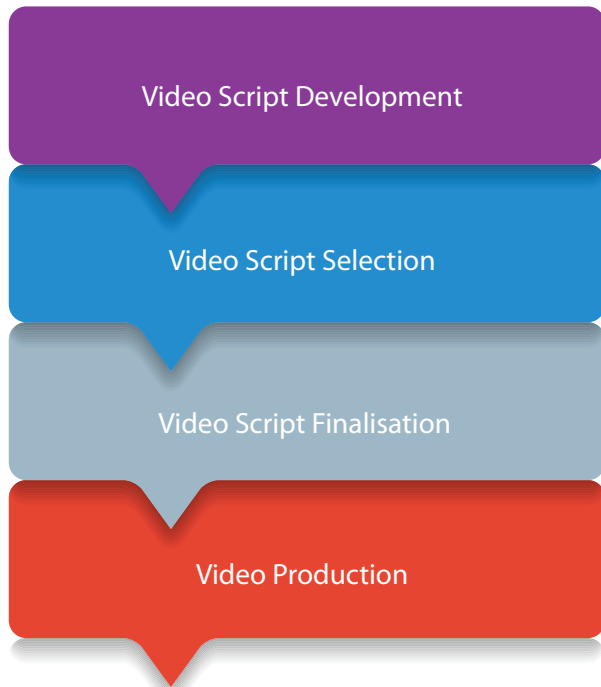 Video Script Development
Video Script Selection
Video Script Finalisation
Video Production